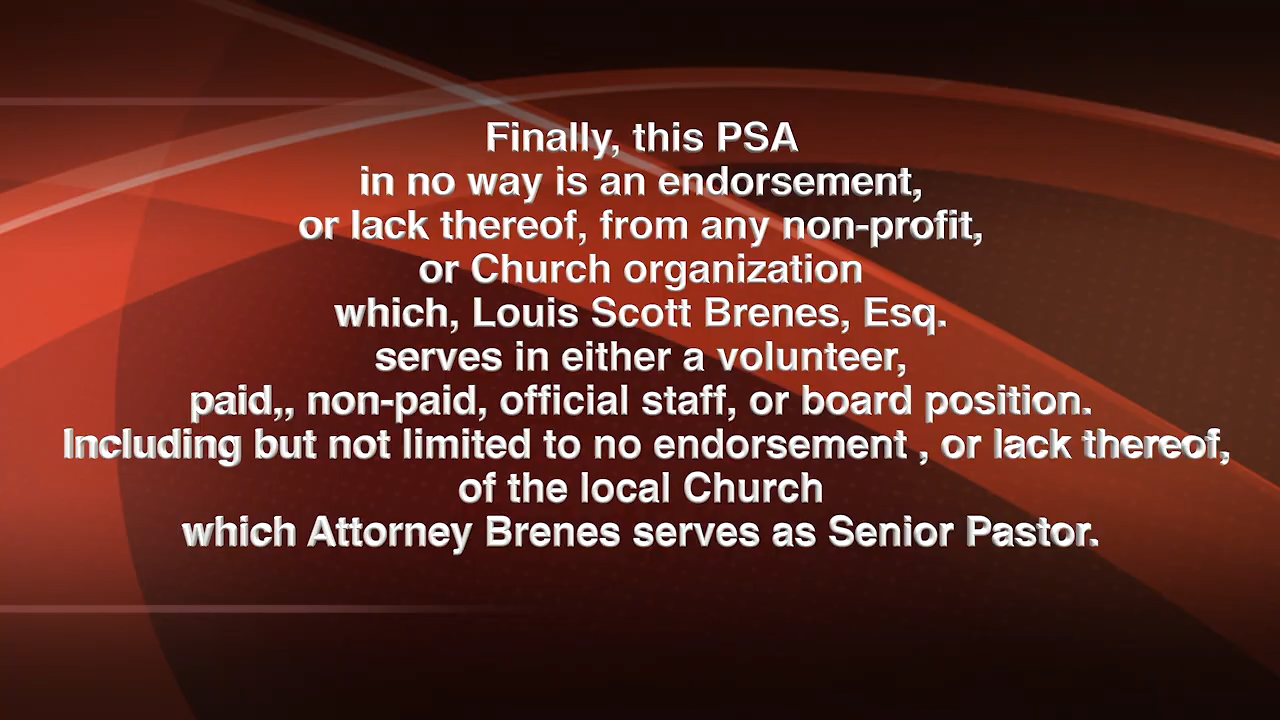 Finally, this PSA
in no way is an endorsement,
or lack thereof, from any non-profit,
or Church organization
which, Louis Scott Brenes, Esq.
serves in either a volunteer,
paid,, non-paid, official staff, or board position.
Including but not limited to no endorsement , or lack thereof,
of the local Church
which Attorney Brenes serves as Senior Pastor.